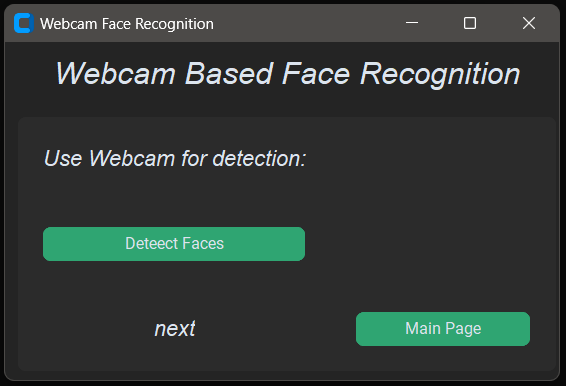 Webcam Face Recognition
Webcam Based Face Recognition
Use Webcam for detection:
Deteect Faces
next
Main Page